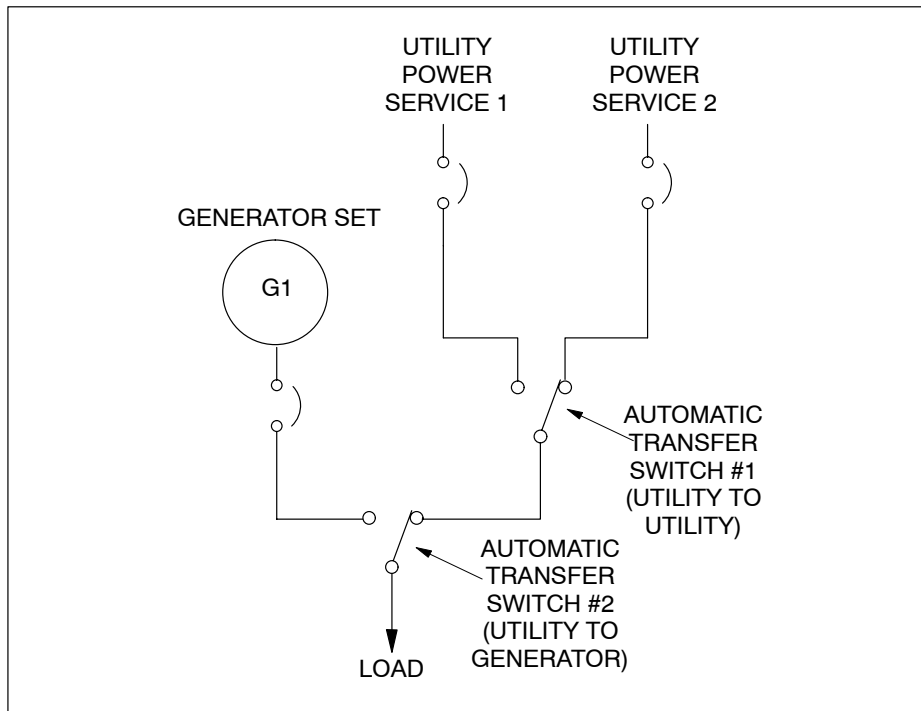 UTILITY
POWER
SERVICE 1
UTILITY
POWER
SERVICE 2
GENERATOR SET
G1
AUTOMATIC
TRANSFER
SWITCH #1
(UTILITY TO
UTILITY)
AUTOMATIC
TRANSFER
SWITCH #2
(UTILITY TO
GENERATOR)
LOAD